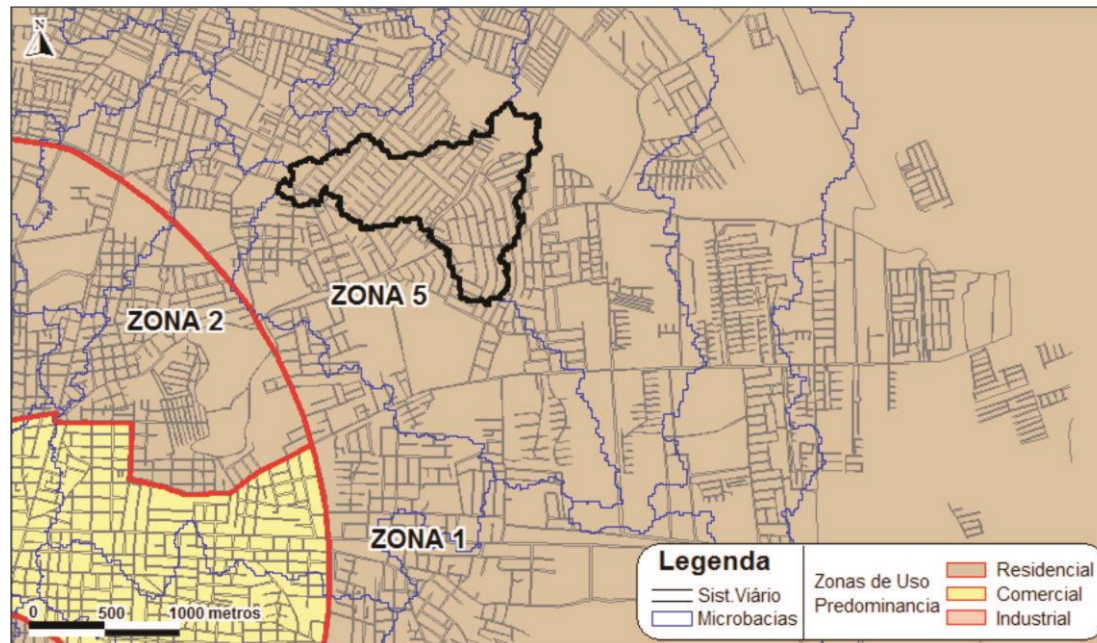 N
ZONA 5
ZONA 2
ZONA 1
0 500 1000 metros
Legenda
Sist.Viário
Microbacias
Zonas de Uso
Predominancia
Residencial
Comercial
Industrial